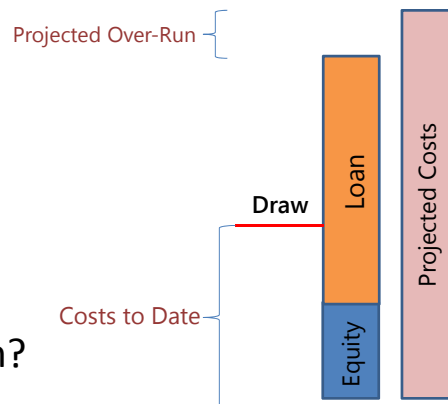 Projected Over-Run
Draw
Loan
Projected Costs
Costs to Date
Equity
?